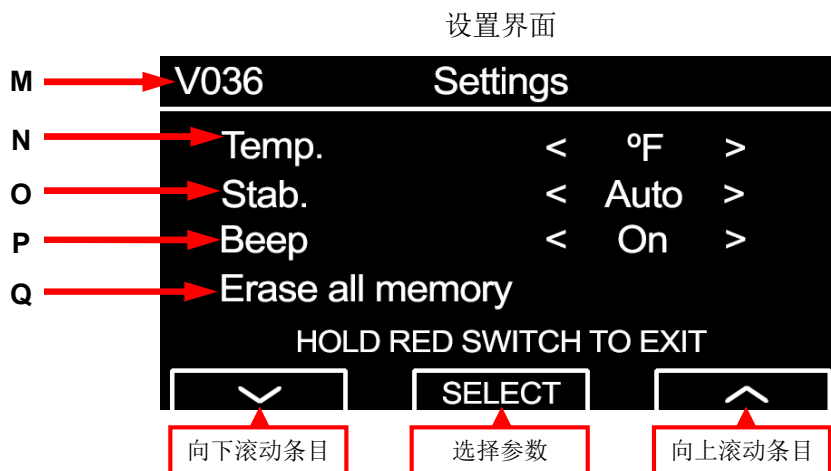 设置界面
M V036 Settings
N Temp. < ºF >
O Stab. < Auto >
P Beep < On >
Q Erase all memory
HOLD RED SWITCH TO EXIT
SELECT
向下滚动条目 选择参数 向上滚动条目